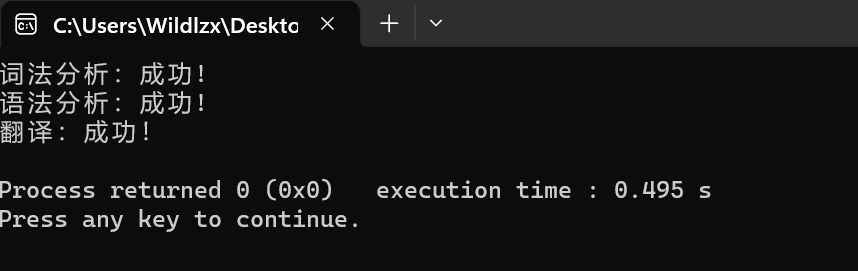 C:\Users\Wildlzx\Deskto
词法分析: 成功!
语法分析: 成功!
翻译: 成功!
Process returned 0 (0x0)   execution time : 0.495 s
Press any key to continue.